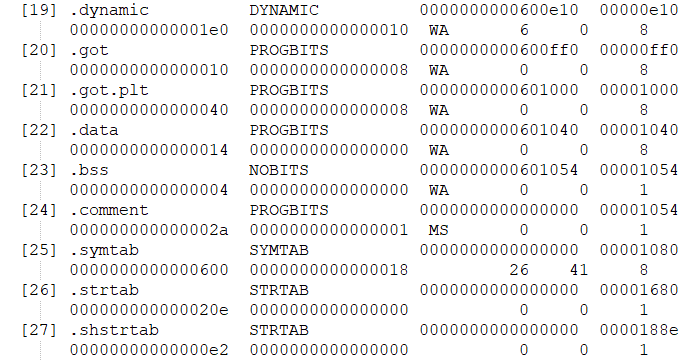 [19] .dynamic          DYNAMIC          0000000000600e10  00000e10
     00000000000001e0  0000000000000010  WA       6     0     8
[20] .got              PROGBITS         0000000000600ff0  00000ff0
     0000000000000010  0000000000000008  WA       0     0     8
[21] .got.plt          PROGBITS         0000000000601000  00001000
     0000000000000040  0000000000000008  WA       0     0     8
[22] .data             PROGBITS         0000000000601040  00001040
     0000000000000014  0000000000000000  WA       0     0     8
[23] .bss              NOBITS           0000000000601054  00001054
     0000000000000004  0000000000000000  WA       0     0     1
[24] .comment          PROGBITS         0000000000000000  00001054
     000000000000002a  0000000000000001  MS       0     0     1
[25] .symtab           SYMTAB           0000000000000000  00001080
     0000000000000600  0000000000000018          26    41     8
[26] .strtab           STRTAB           0000000000000000  00001680
     000000000000020e  0000000000000000           0     0     1
[27] .shstrtab         STRTAB           0000000000000000  0000188e
     00000000000000e2  0000000000000000           0     0     1